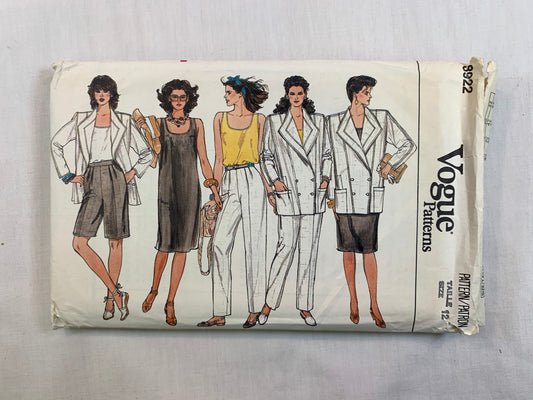 8922
Vogue®
Patterns
PATTERN/PATRON
TAILLE
SIZE 12